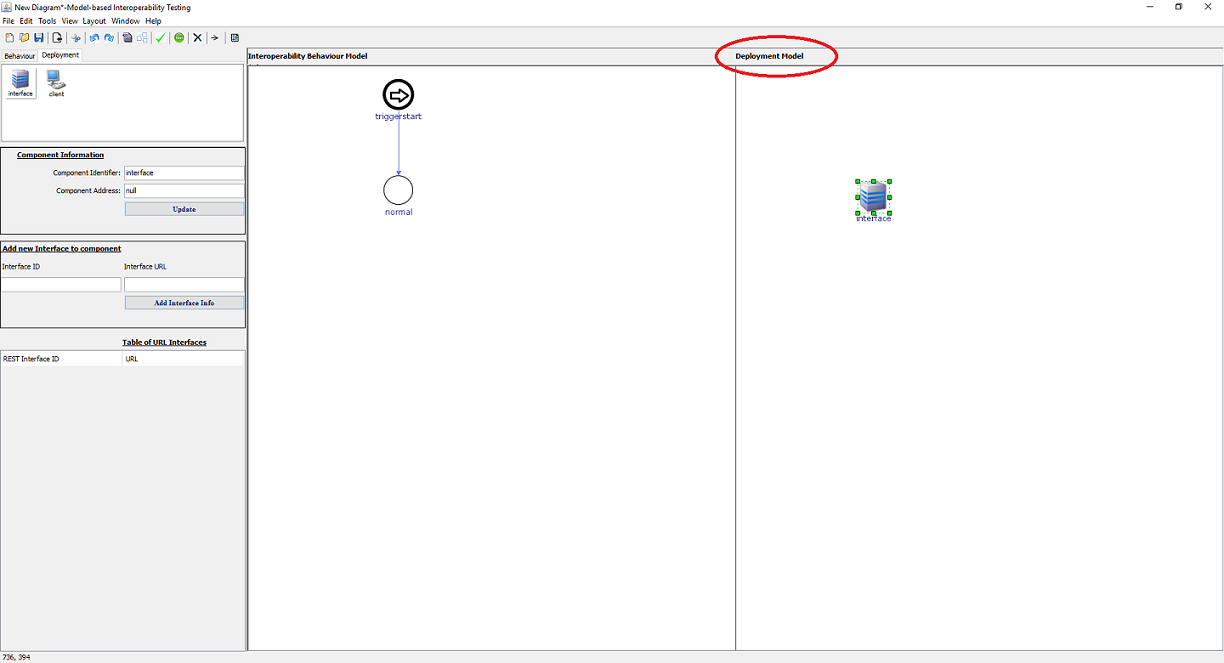 New Diagram*-Model-based Interoperability Testing
File Edit Tools View Layout Window Help
Behaviour Deployment
interface client
Component Information
Component Identifier: interface
Component Address: null
Update
Add new Interface to component
Interface ID Interface URL
Add Interface Info
Table of URL Interfaces
REST Interface ID URL
Interoperability Behaviour Model
triggerstart
normal
Deployment Model
interface
736, 394